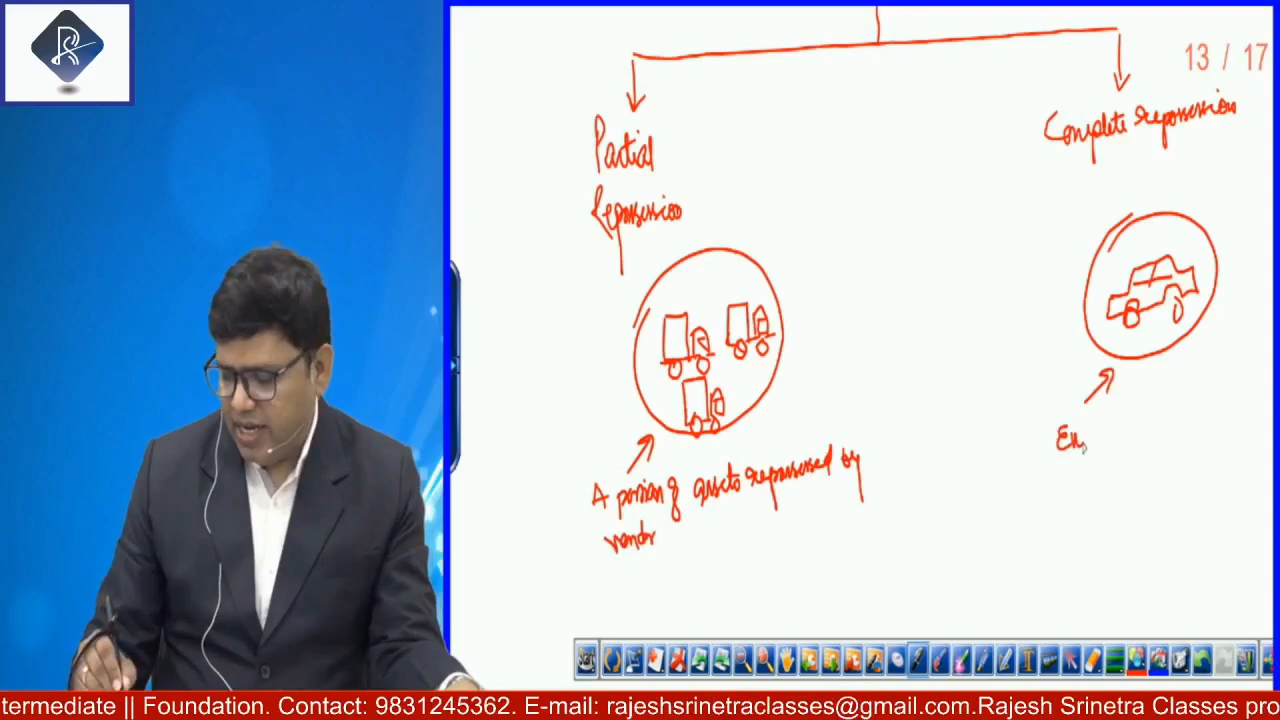 13 / 17
Partial
Repossession
Complete repossession
A portion of assets repossessed by
vendor
En
termediate || Foundation. Contact: 9831245362. E-mail: rajeshsrinetraclasses@gmail.com.Rajesh Srinetra Classes pro